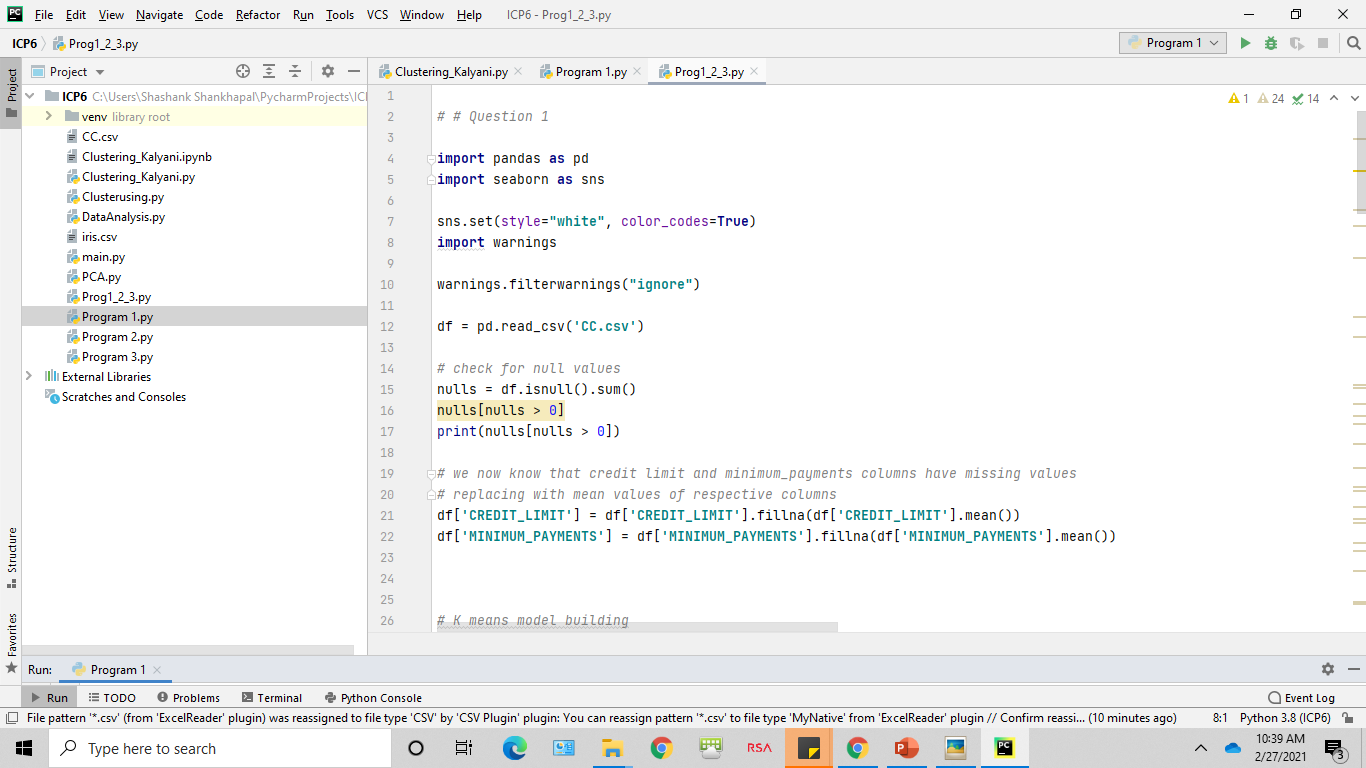 File Edit View Navigate Code Refactor Run Tools VCS Window Help ICP6 - Prog1_2_3.py
ICP6 Prog1_2_3.py Program 1
Project
Project
Clustering_Kalyani.py Program 1.py Prog1_2_3.py
ICP6 C:\Users\Shashank Shankhapal\PycharmProjects\ICI
venv library root
CC.csv
Clustering_Kalyani.ipynb
Clustering_Kalyani.py
Clusterusing.py
DataAnalysis.py
iris.csv
main.py
PCA.py
Prog1_2_3.py
Program 1.py
Program 2.py
Program 3.py
External Libraries
Scratches and Consoles
Structure
Favorites
1 24 14
1
2 # # Question 1
3
4 import pandas as pd
5 import seaborn as sns
6
7 sns.set(style="white", color_codes=True)
8 import warnings
9
10 warnings.filterwarnings("ignore")
11
12 df = pd.read_csv('CC.csv')
13
14 # check for null values
15 nulls = df.isnull().sum()
16 nulls[nulls > 0]
17 print(nulls[nulls > 0])
18
19 # we now know that credit limit and minimum_payments columns have missing values
20 # replacing with mean values of respective columns
21 df['CREDIT_LIMIT'] = df['CREDIT_LIMIT'].fillna(df['CREDIT_LIMIT'].mean())
22 df['MINIMUM_PAYMENTS'] = df['MINIMUM_PAYMENTS'].fillna(df['MINIMUM_PAYMENTS'].mean())
23
24
25
26 # K means model building
Run: Program 1
Run TODO Problems Terminal Python Console Event Log
File pattern '*.csv' (from 'ExcelReader' plugin) was reassigned to file type 'CSV' by 'CSV Plugin' plugin: You can reassign pattern '*.csv' to file type 'MyNative' from 'ExcelReader' plugin // Confirm reassi... (10 minutes ago) 8:1 Python 3.8 (ICP6)
Type here to search
RSA
10:39 AM
2/27/2021
3